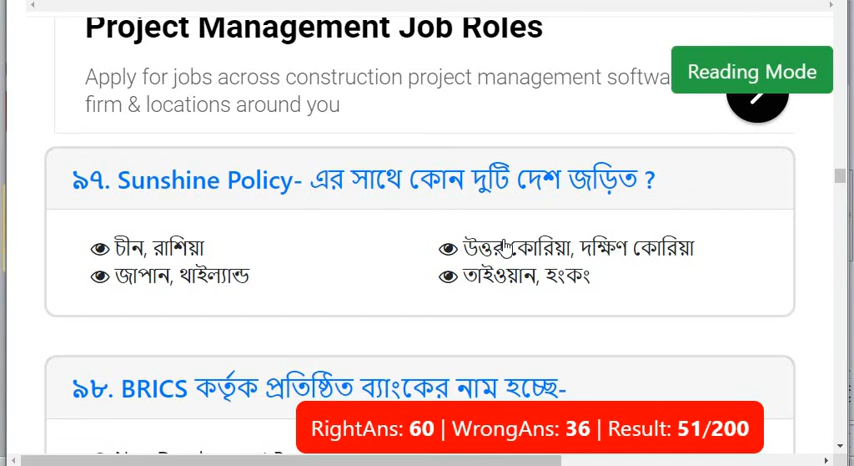 Project Management Job Roles
Apply for jobs across construction project management softwa
firm & locations around you
Reading Mode
৯৭. Sunshine Policy- এর সাথে কোন দুটি দেশ জড়িত ?
চীন, রাশিয়া
উত্তর কোরিয়া, দক্ষিণ কোরিয়া
জাপান, থাইল্যান্ড
তাইওয়ান, হংকং
৯৮. BRICS কর্তৃক প্রতিষ্ঠিত ব্যাংকের নাম হচ্ছে-
RightAns: 60 | WrongAns: 36 | Result: 51/200